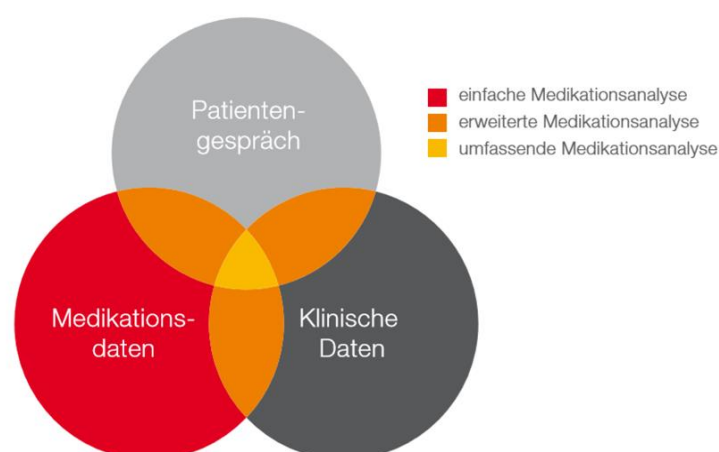 Patienten-
gespräch
einfache Medikationsanalyse
erweiterte Medikationsanalyse
umfassende Medikationsanalyse
Medikations-
daten
Klinische
Daten